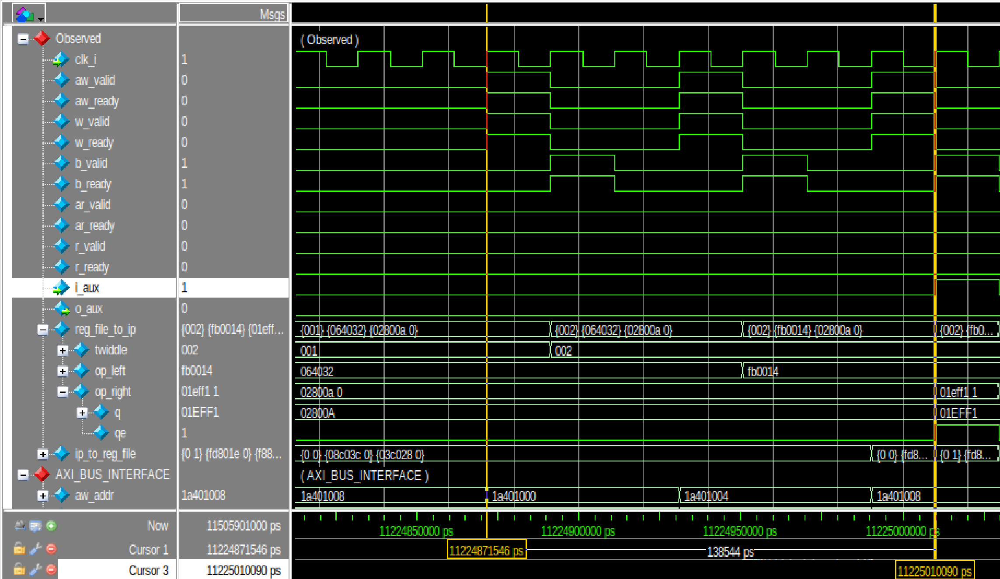 Msgs
Observed ( Observed )
clk_i 1
aw_valid 0
aw_ready 0
w_valid 0
w_ready 0
b_valid 1
b_ready 1
ar_valid 0
ar_ready 0
r_valid 0
r_ready 0
i_aux 1
o_aux 0
reg_file_to_ip {002} {fb0014} {01eff... {001} {064032} {02800a 0} {002} {064032} {02800a 0} {002} {fb0014} {02800a 0} {002} {fb0...
twiddle 002 001 002
op_left fb0014 064032 fb0014
op_right 01eff1 1 02800a 0 01eff1 1
q 01EFF1 02800A 01EFF1
qe 1
ip_to_reg_file {0 1} {fd801e 0} {f88... {0 0} {08c03c 0} {03c028 0} {0 0} {fd8... {0 1} {fd8...
AXI_BUS_INTERFACE ( AXI_BUS_INTERFACE )
aw_addr 1a401008 1a401008 1a401000 1a401004 1a401008
Now 11505901000 ps 11224850000 ps 11224900000 ps 11224950000 ps 11225000000 ps
Cursor 1 11224871546 ps 11224871546 ps 138544 ps
Cursor 3 11225010090 ps 11225010090 ps